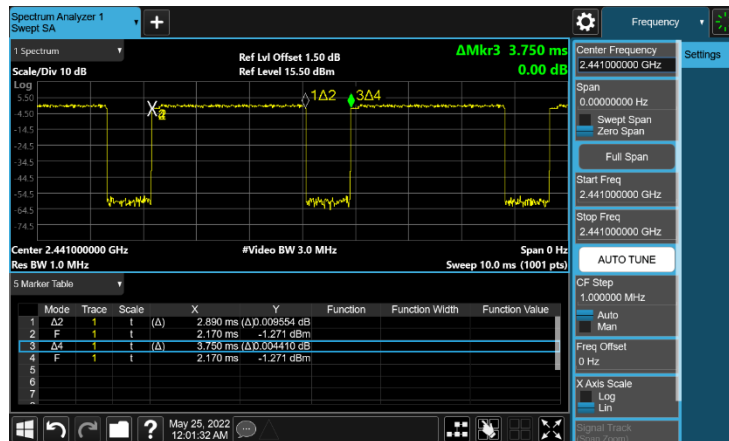 Spectrum Analyzer 1
Swept SA
Frequency
1 Spectrum
Scale/Div 10 dB
Ref Lvl Offset 1.50 dB
Ref Level 15.50 dBm
ΔMkr3 3.750 ms
0.00 dB
Log
5.50
-4.50
-14.5
-24.5
-34.5
-44.5
-54.5
-64.5
-74.5
1Δ2
3Δ4
Center 2.441000000 GHz
#Video BW 3.0 MHz
Span 0 Hz
Res BW 1.0 MHz
Sweep 10.0 ms (1001 pts)
5 Marker Table
Mode Trace Scale X Y Function Function Width Function Value
1 Δ2 1 t (Δ) 2.890 ms (Δ) 0.009554 dB
2 F 1 t 2.170 ms -1.271 dBm
3 Δ4 1 t (Δ) 3.750 ms (Δ) 0.004410 dB
4 F 1 t 2.170 ms -1.271 dBm
5
6
7
May 25, 2022
12:01:32 AM
Center Frequency
2.441000000 GHz
Settings
Span
0.00000000 Hz
Swept Span
Zero Span
Full Span
Start Freq
2.441000000 GHz
Stop Freq
2.441000000 GHz
AUTO TUNE
CF Step
1.000000 MHz
Auto
Man
Freq Offset
0 Hz
X Axis Scale
Log
Lin
Signal Track
(Span Zoom)